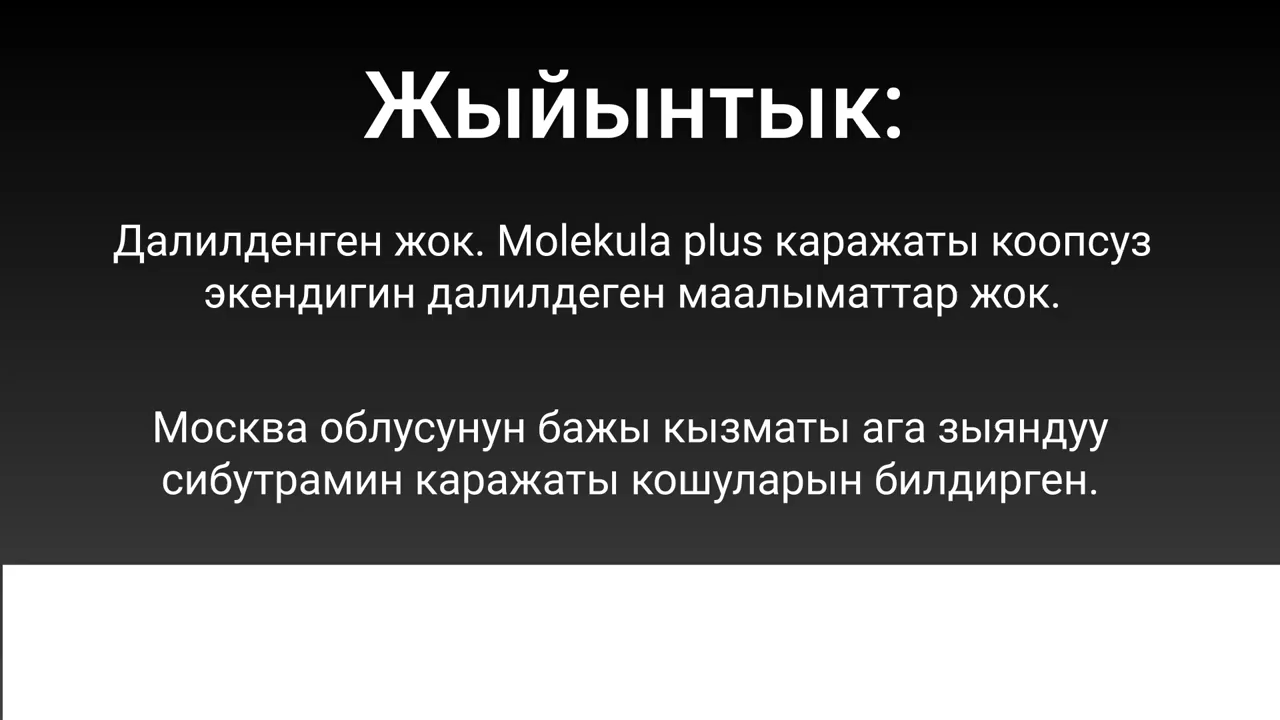 Жыйынтык:
Далилденген жок. Molekula plus каражаты коопсуз
экендигин далилдеген маалыматтар жок.
Москва облусунун бажы кызматы ага зыяндуу
сибутрамин каражаты кошуларын билдирген.